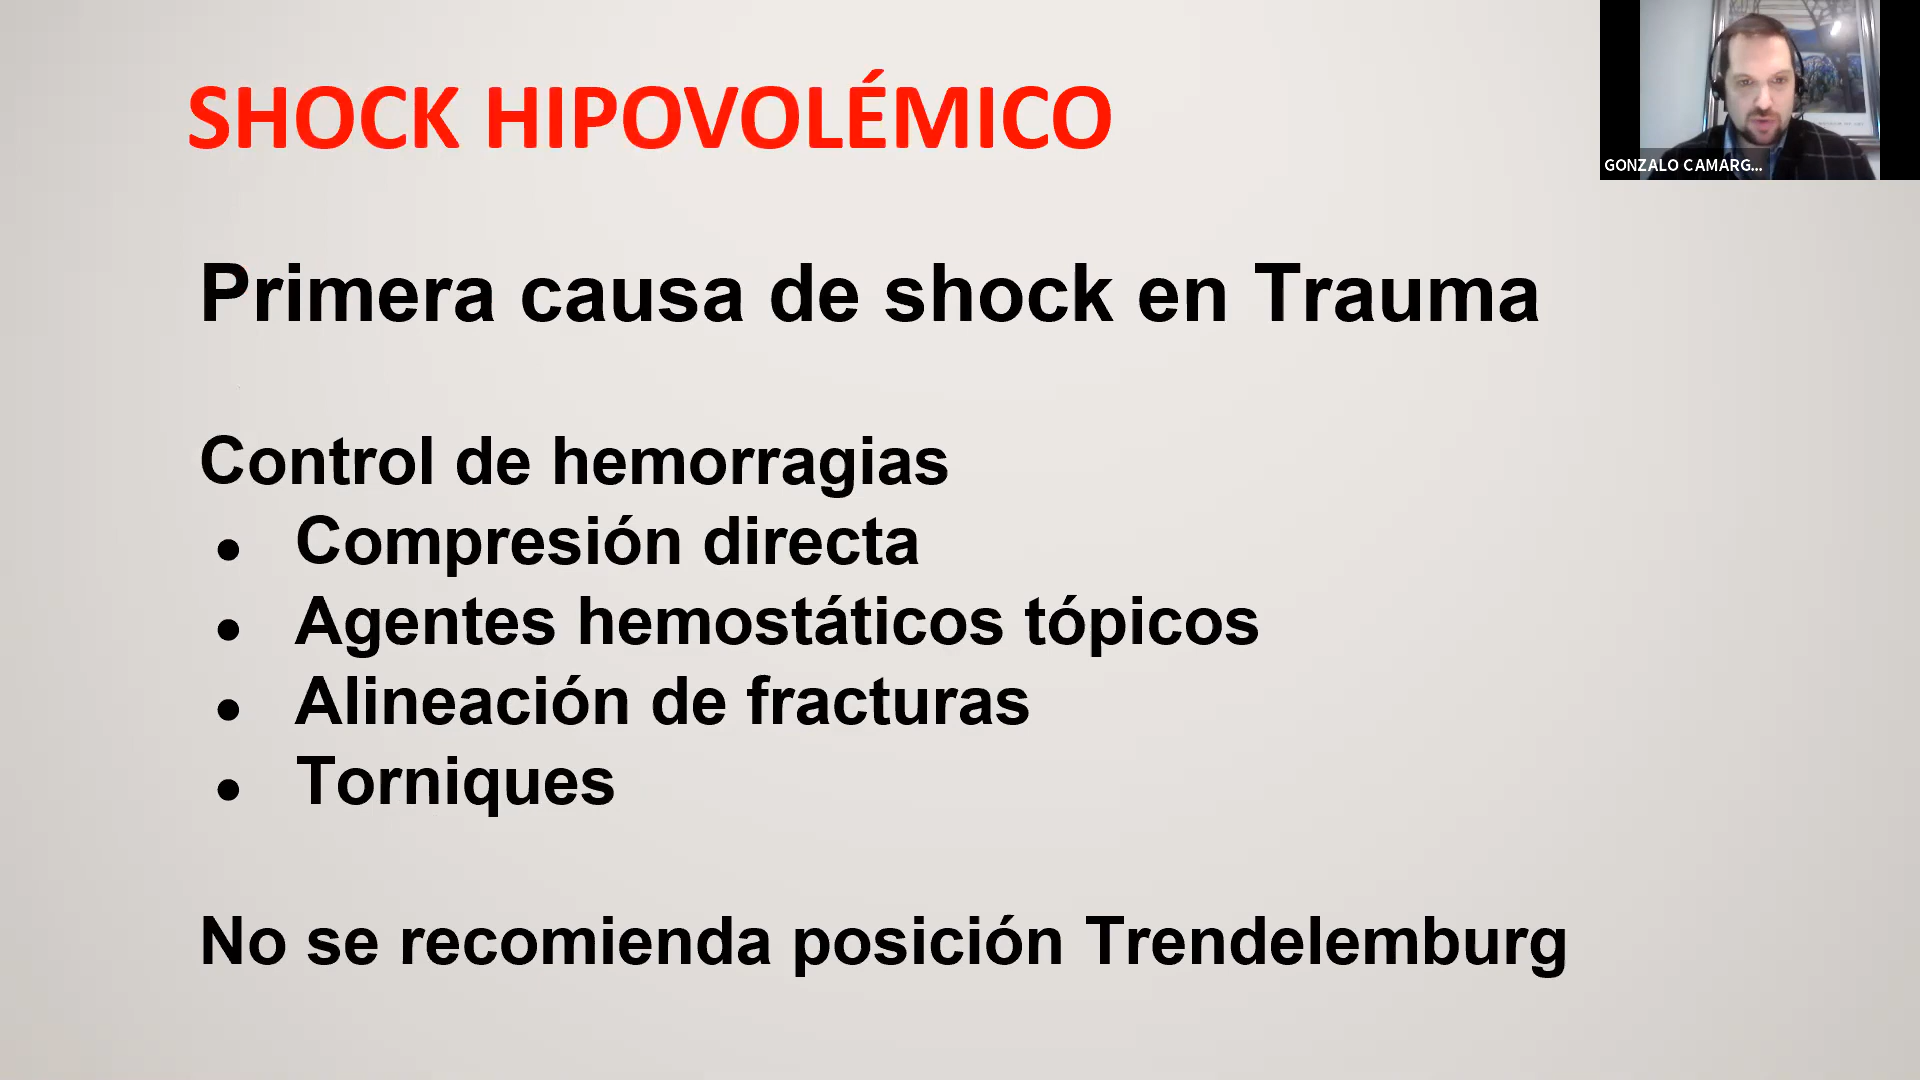 SHOCK HIPOVOLÉMICO
GONZALO CAMARG...
Primera causa de shock en Trauma
Control de hemorragias
● Compresión directa
● Agentes hemostáticos tópicos
● Alineación de fracturas
● Torniques
No se recomienda posición Trendelemburg